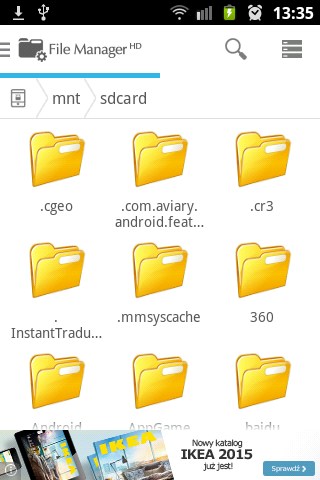 13:35
File Manager HD
mnt
sdcard
.cgeo
.com.aviary.
android.feat...
.cr3
.
InstantTradu...
.mmsyscache
360
Android
AppGame
baidu
IKEA
Nowy katalog
IKEA 2015
już jest!
Sprawdź